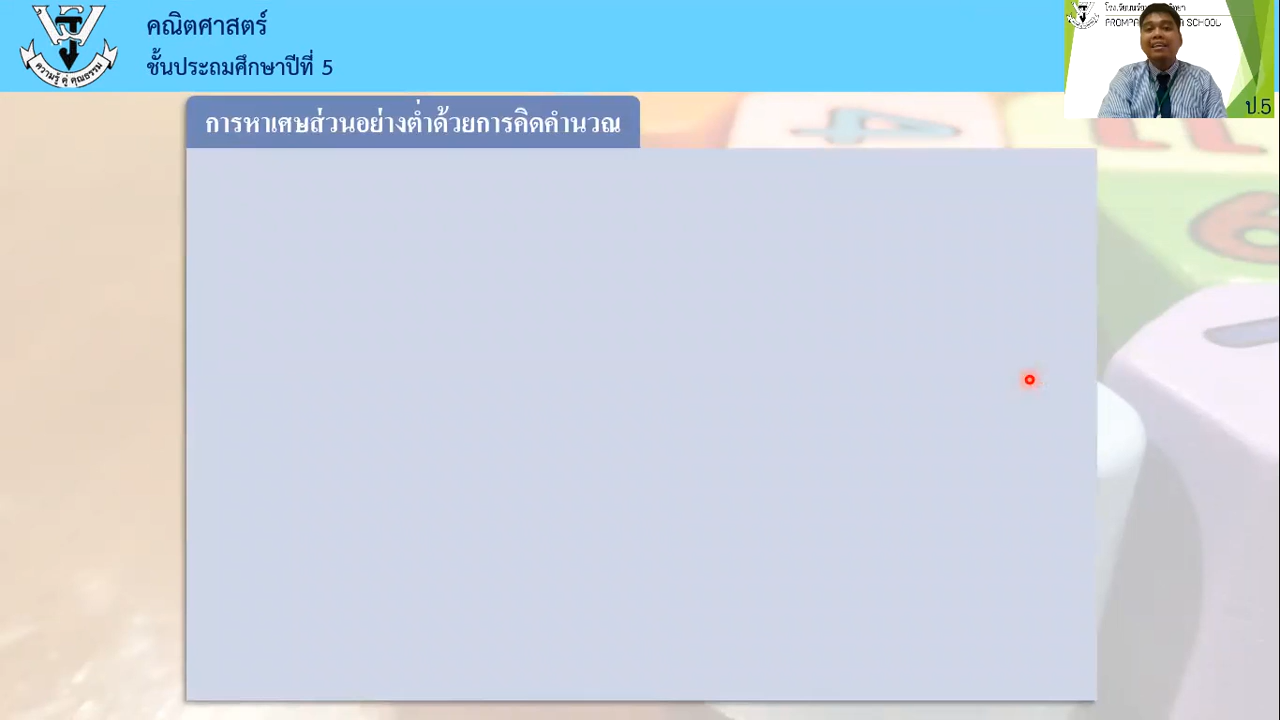 คณิตศาสตร์
ชั้นประถมศึกษาปีที่ 5
ความรู้ คู่ คุณธรรม
SCHOOL
ป.5
การหาเศษส่วนอย่างต่ำด้วยการคิดคำนวณ
4
6